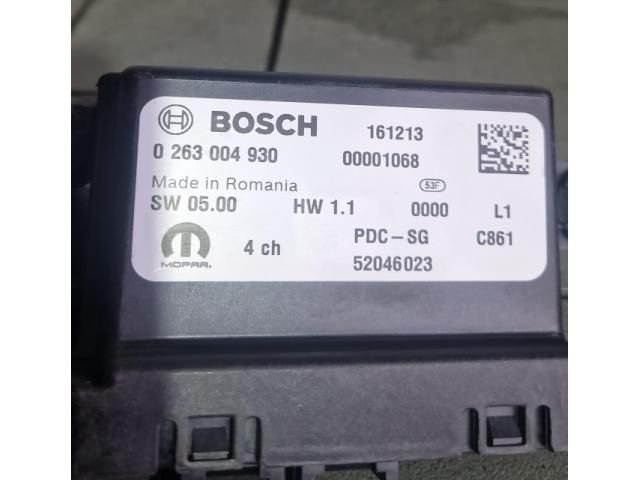 BOSCH 161213
0 263 004 930 00001068
Made in Romania 53F
SW 05.00 HW 1.1 0000 L1
4 ch PDC-SG C861
MOPAR. 52046023